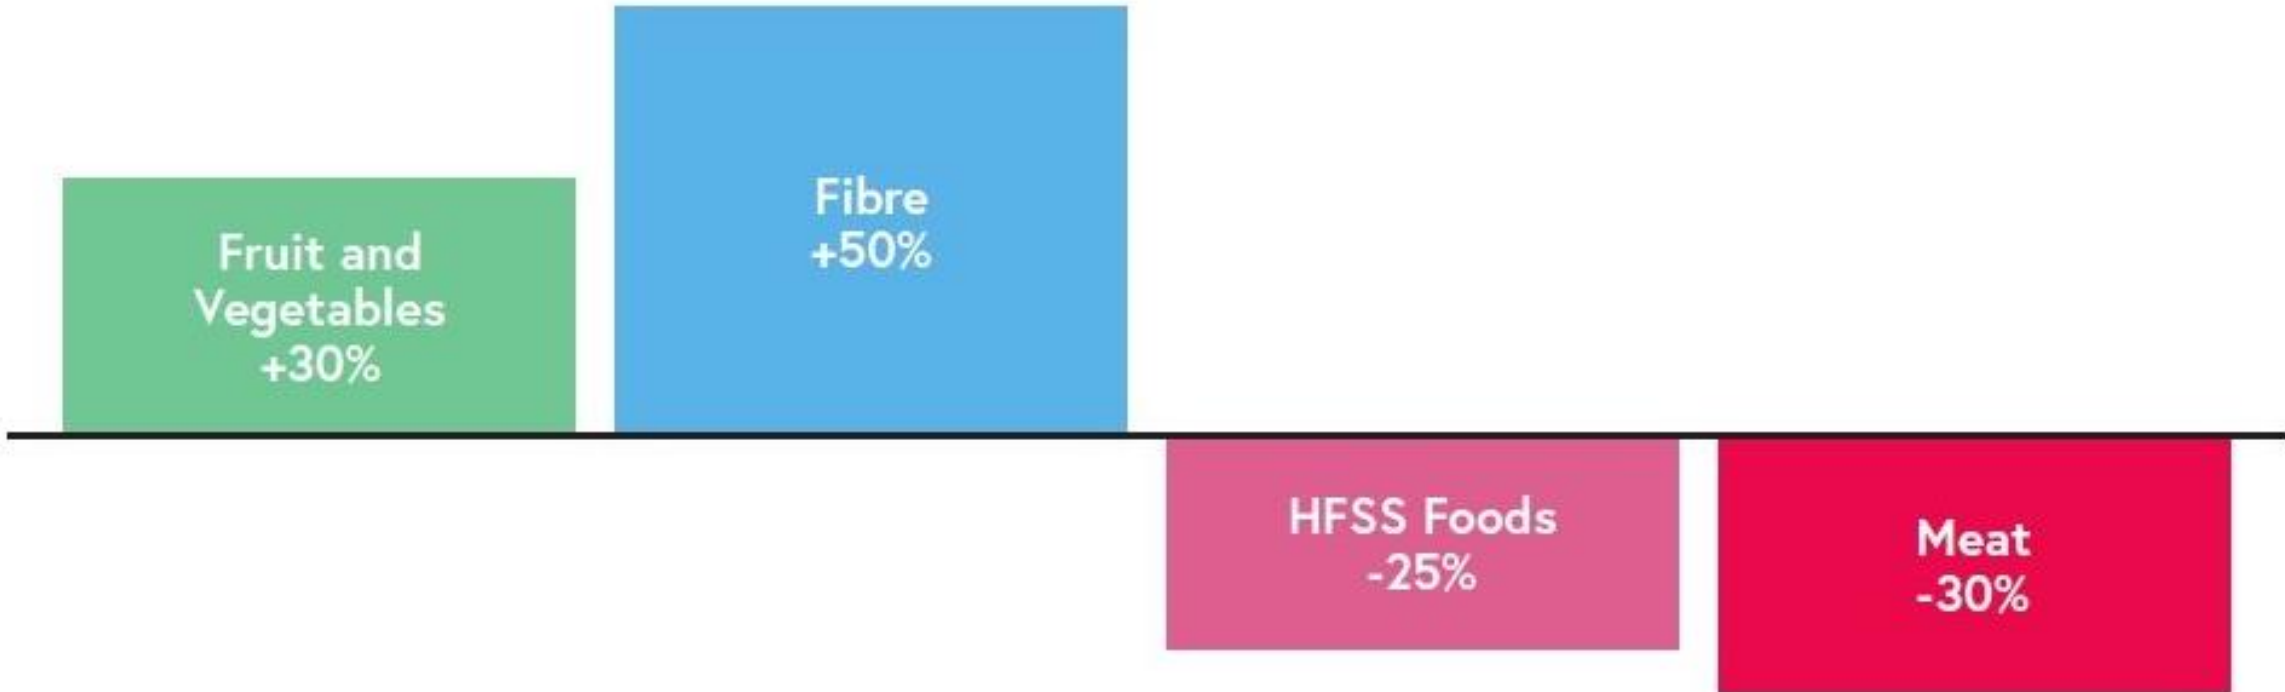 Fruit and
Vegetables
+30%
Fibre
+50%
HFSS Foods
-25%
Meat
-30%